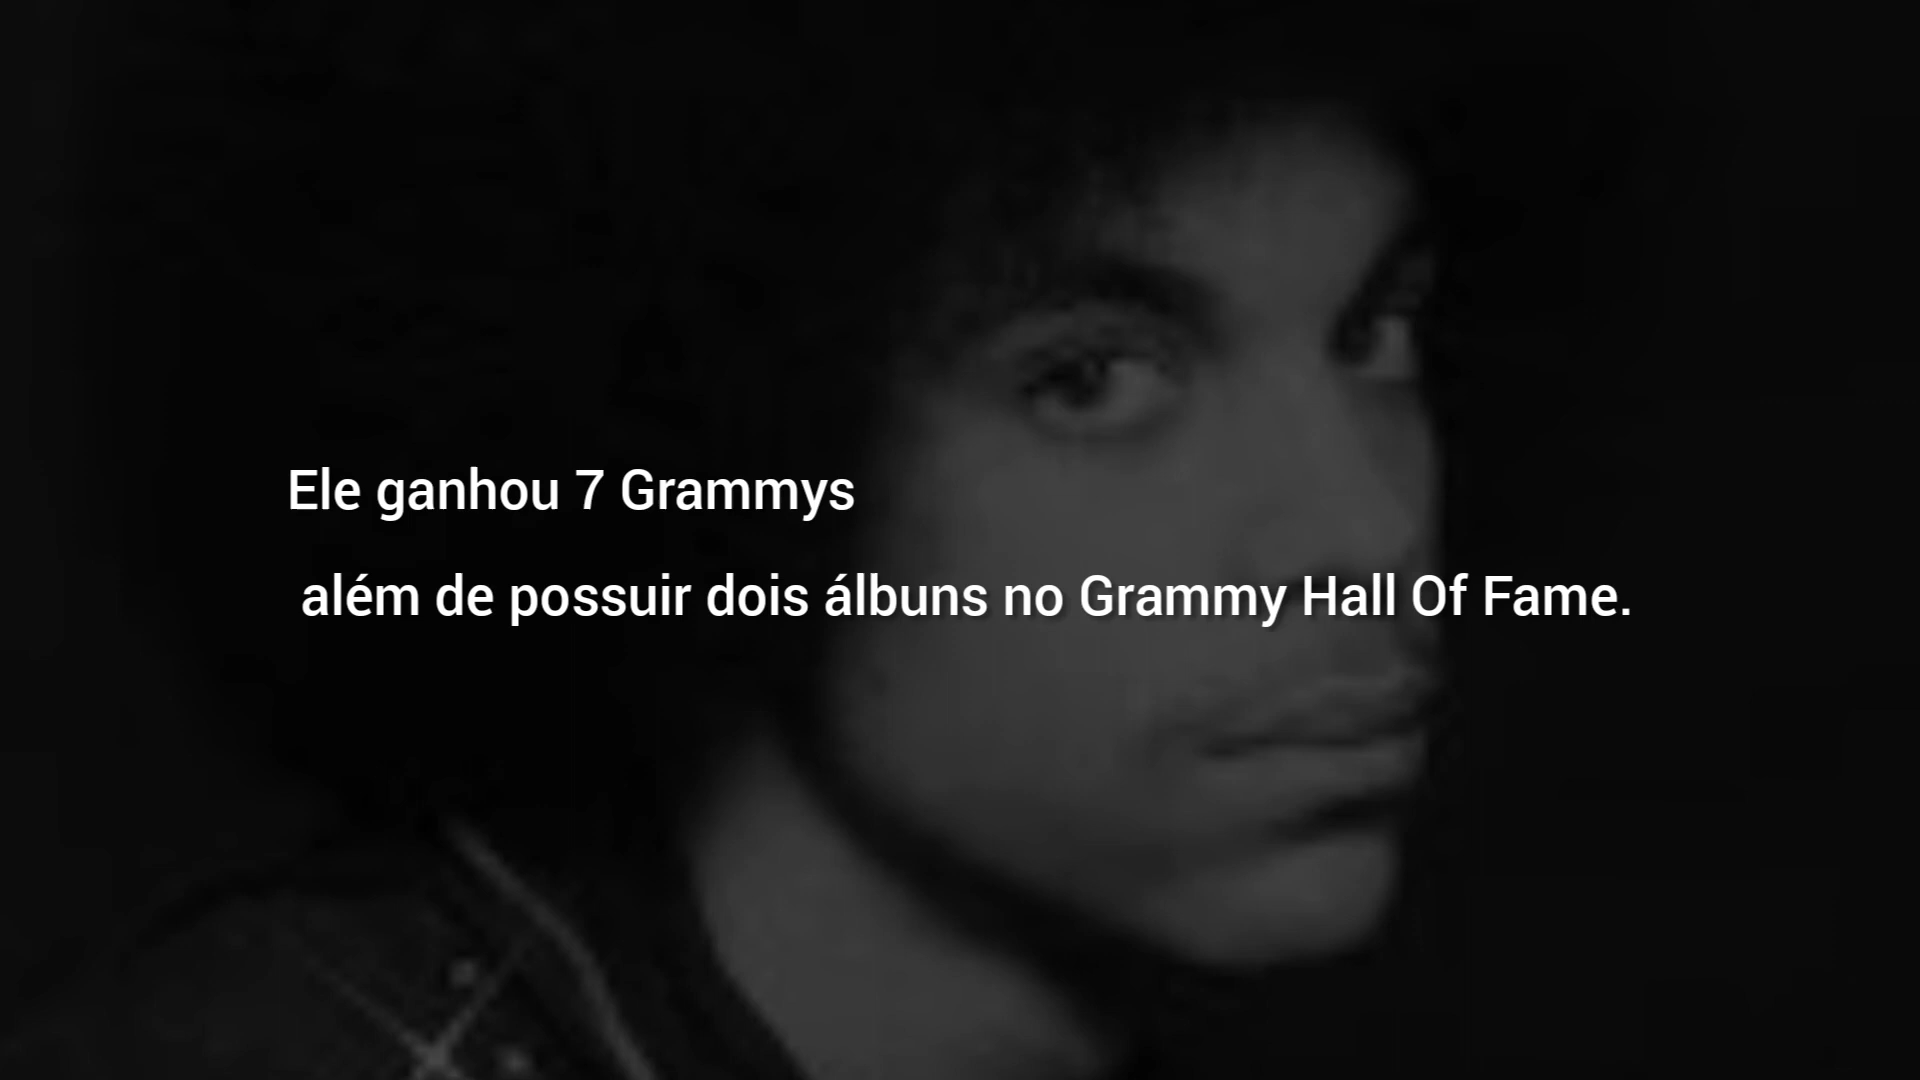 Ele ganhou 7 Grammys
além de possuir dois álbuns no Grammy Hall Of Fame.